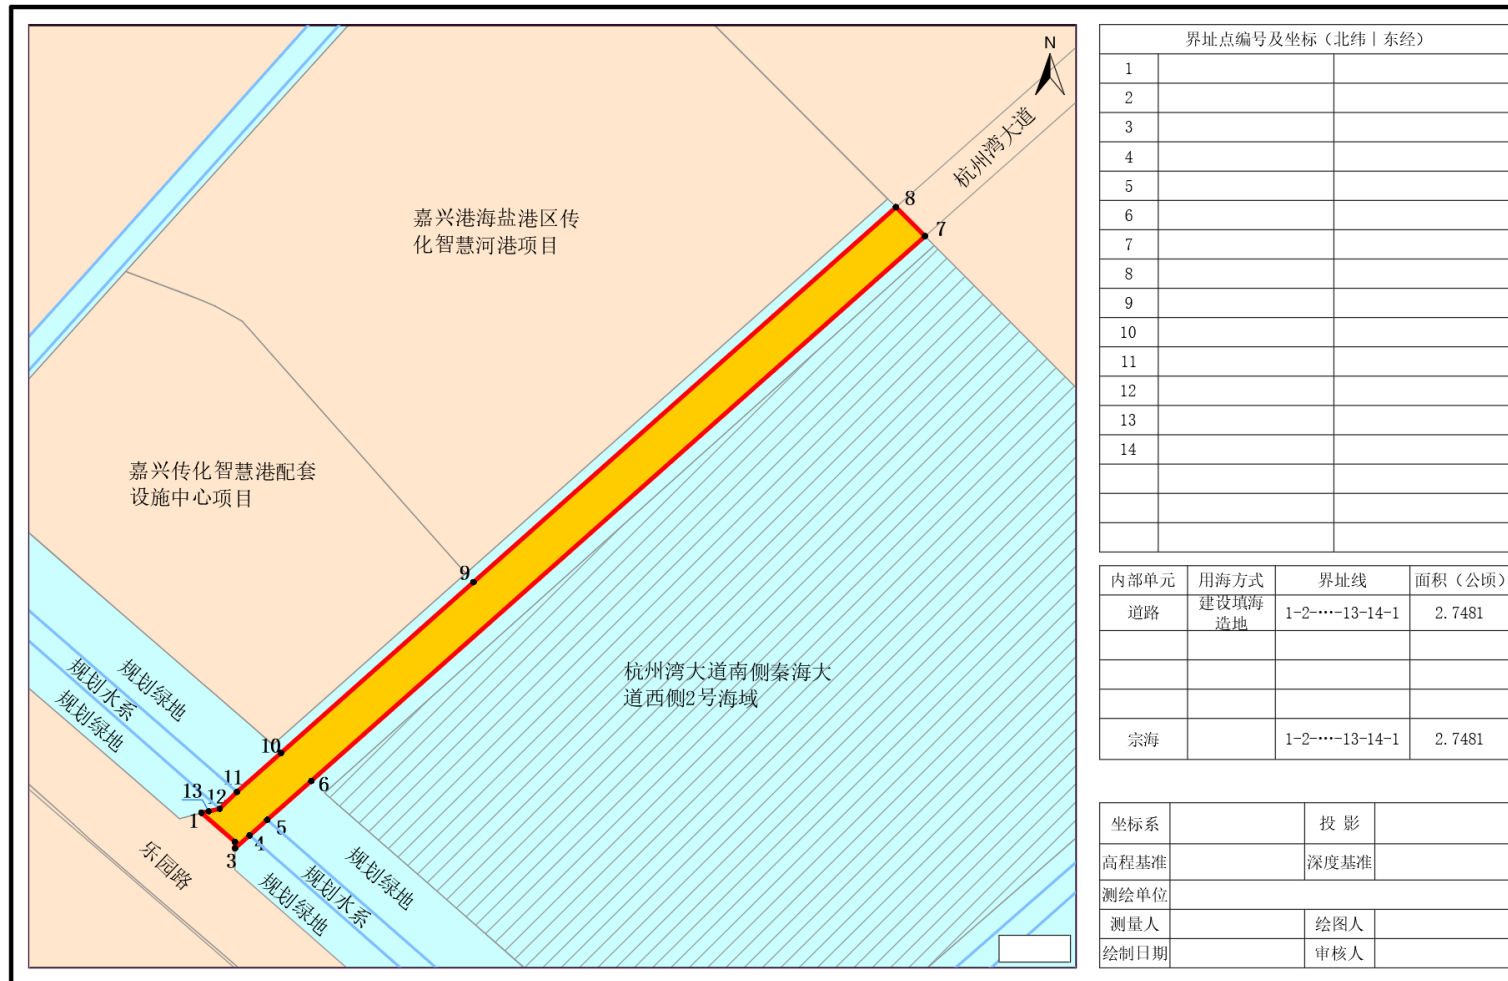 N
杭州湾大道
8
7
嘉兴港海盐港区传
化智慧河港项目
嘉兴传化智慧港配套
设施中心项目
9
杭州湾大道南侧秦海大
道西侧2号海域
规划绿地
规划水系
规划绿地
10
11
6
13
12
1
5
4
3
乐园路
规划绿地
规划水系
规划绿地
界址点编号及坐标（北纬 | 东经）
1
2
3
4
5
6
7
8
9
10
11
12
13
14
内部单元 用海方式 界址线 面积（公顷）
道路 建设填海造地 1-2-…-13-14-1 2.7481
宗海 1-2-…-13-14-1 2.7481
坐标系 投 影
高程基准 深度基准
测绘单位
测量人 绘图人
绘制日期 审核人